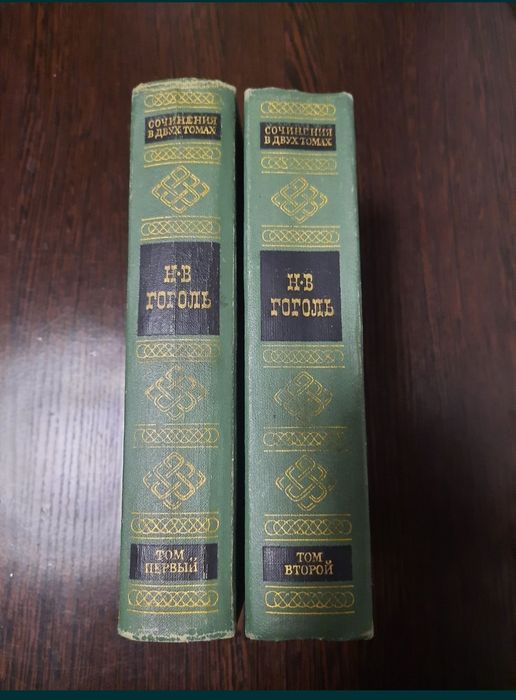 СОЧИНЕНИЯ
В ДВУХ ТОМАХ
Н·В
ГОГОЛЬ
ТОМ
ПЕРВЫЙ
СОЧИНЕНИЯ
В ДВУХ ТОМАХ
Н·В
ГОГОЛЬ
ТОМ
ВТОРОЙ